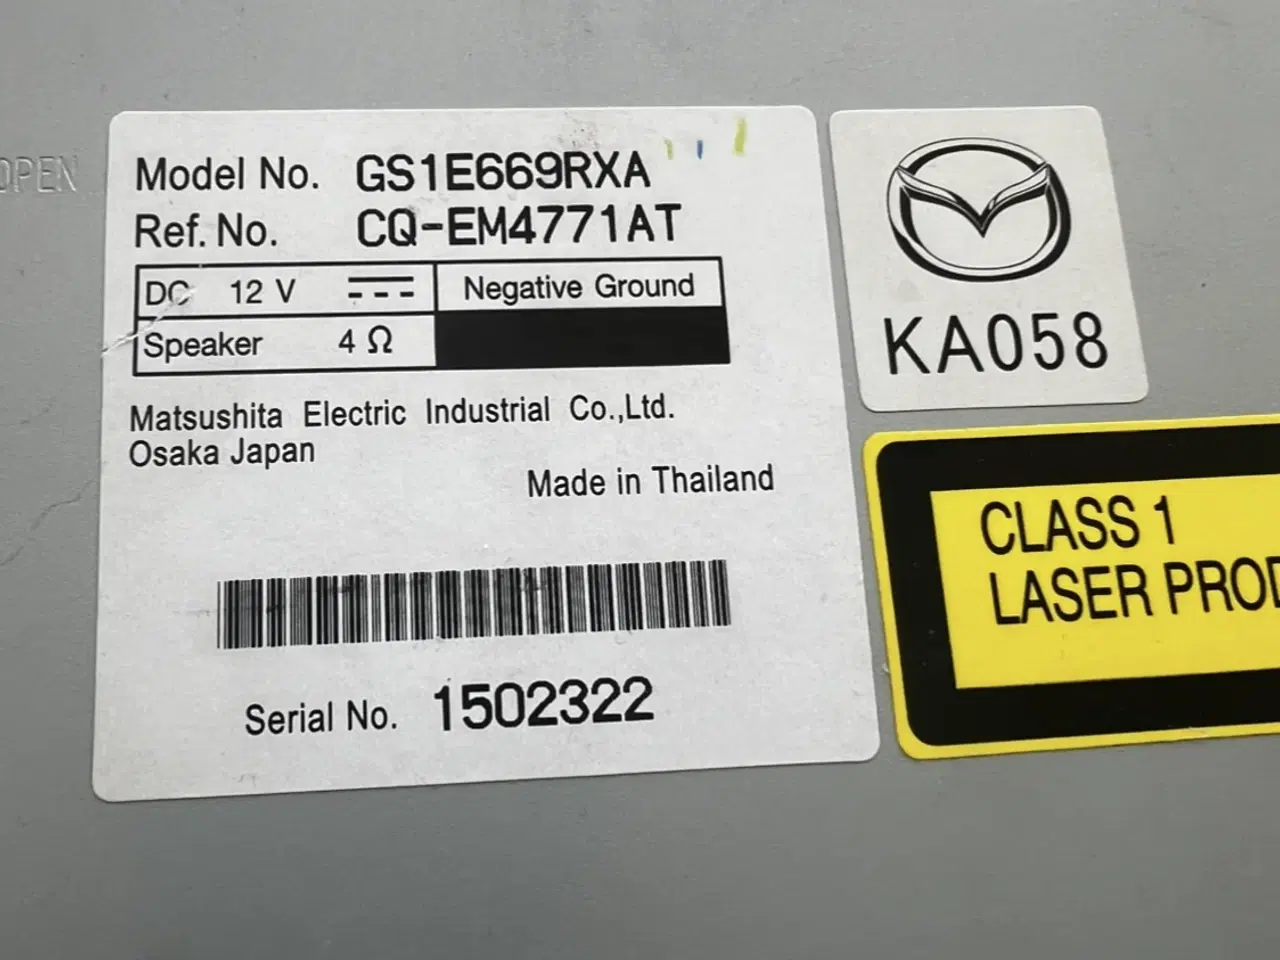 OPEN
Model No. GS1E669RXA
Ref. No. CQ-EM4771AT
DC 12 V Negative Ground
Speaker 4 Ω
Matsushita Electric Industrial Co.,Ltd.
Osaka Japan
Made in Thailand
Serial No. 1502322
KA058
CLASS 1
LASER PROD